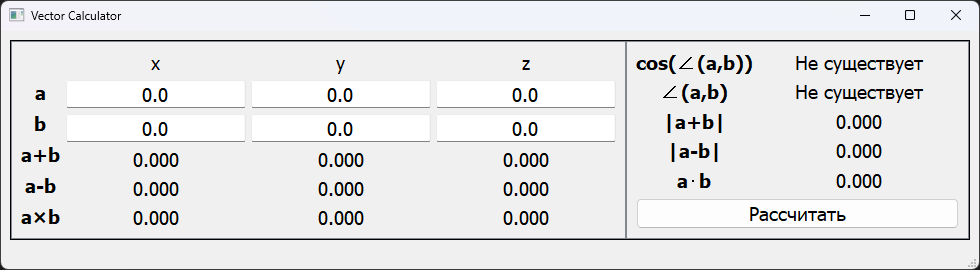 Vector Calculator
x y z
a 0.0 0.0 0.0
b 0.0 0.0 0.0
a+b 0.000 0.000 0.000
a-b 0.000 0.000 0.000
a×b 0.000 0.000 0.000
cos(∠(a,b)) Не существует
∠(a,b) Не существует
|a+b| 0.000
|a-b| 0.000
a·b 0.000
Рассчитать